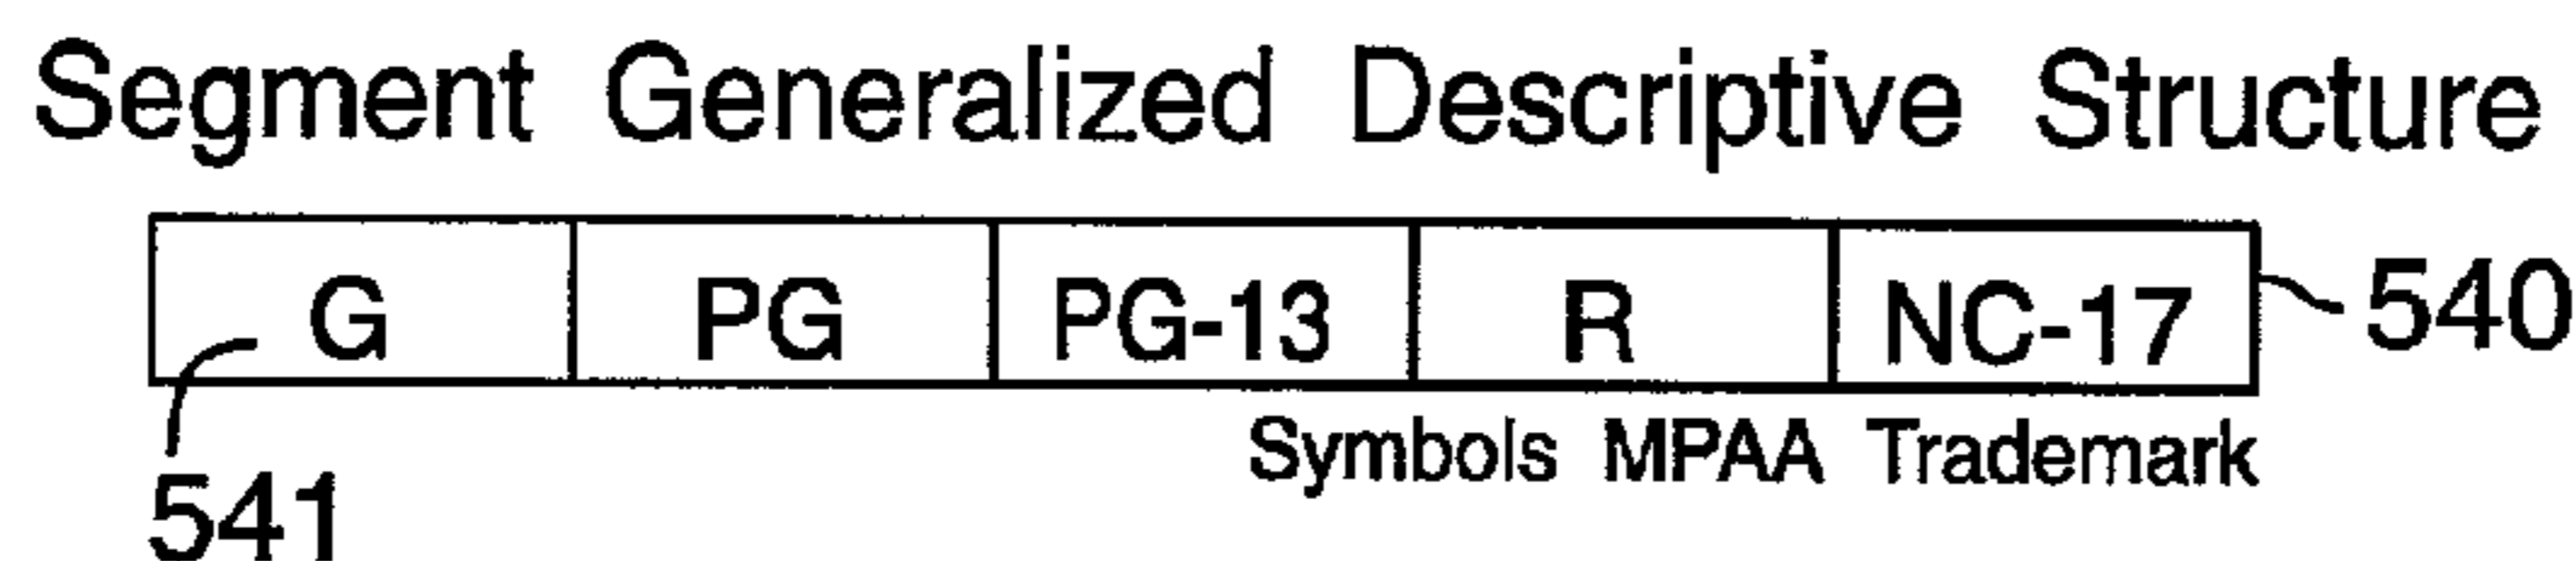 Segment Generalized Descriptive Structure
G PG PG-13 R NC-17 540
Symbols MPAA Trademark
541